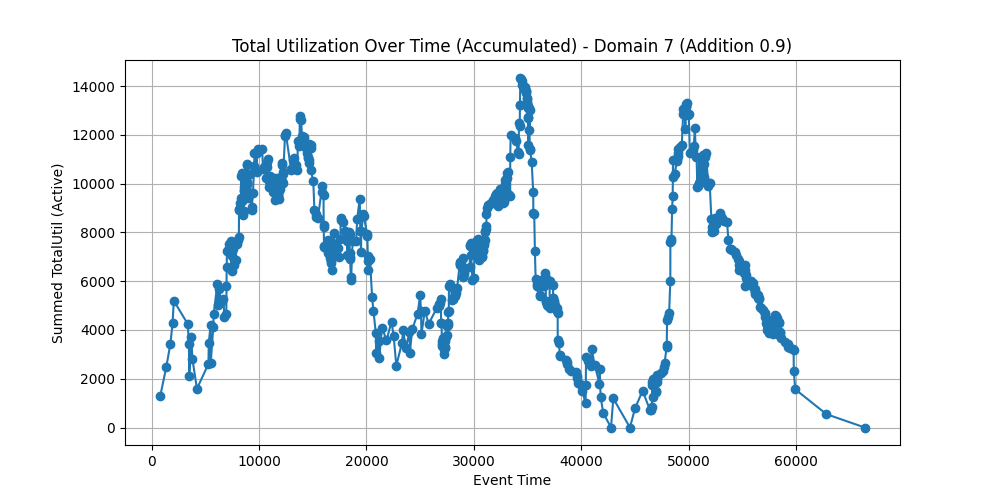 Total Utilization Over Time (Accumulated) - Domain 7 (Addition 0.9)
Summed TotalUtil (Active)
14000
12000
10000
8000
6000
4000
2000
0
0 10000 20000 30000 40000 50000 60000
Event Time